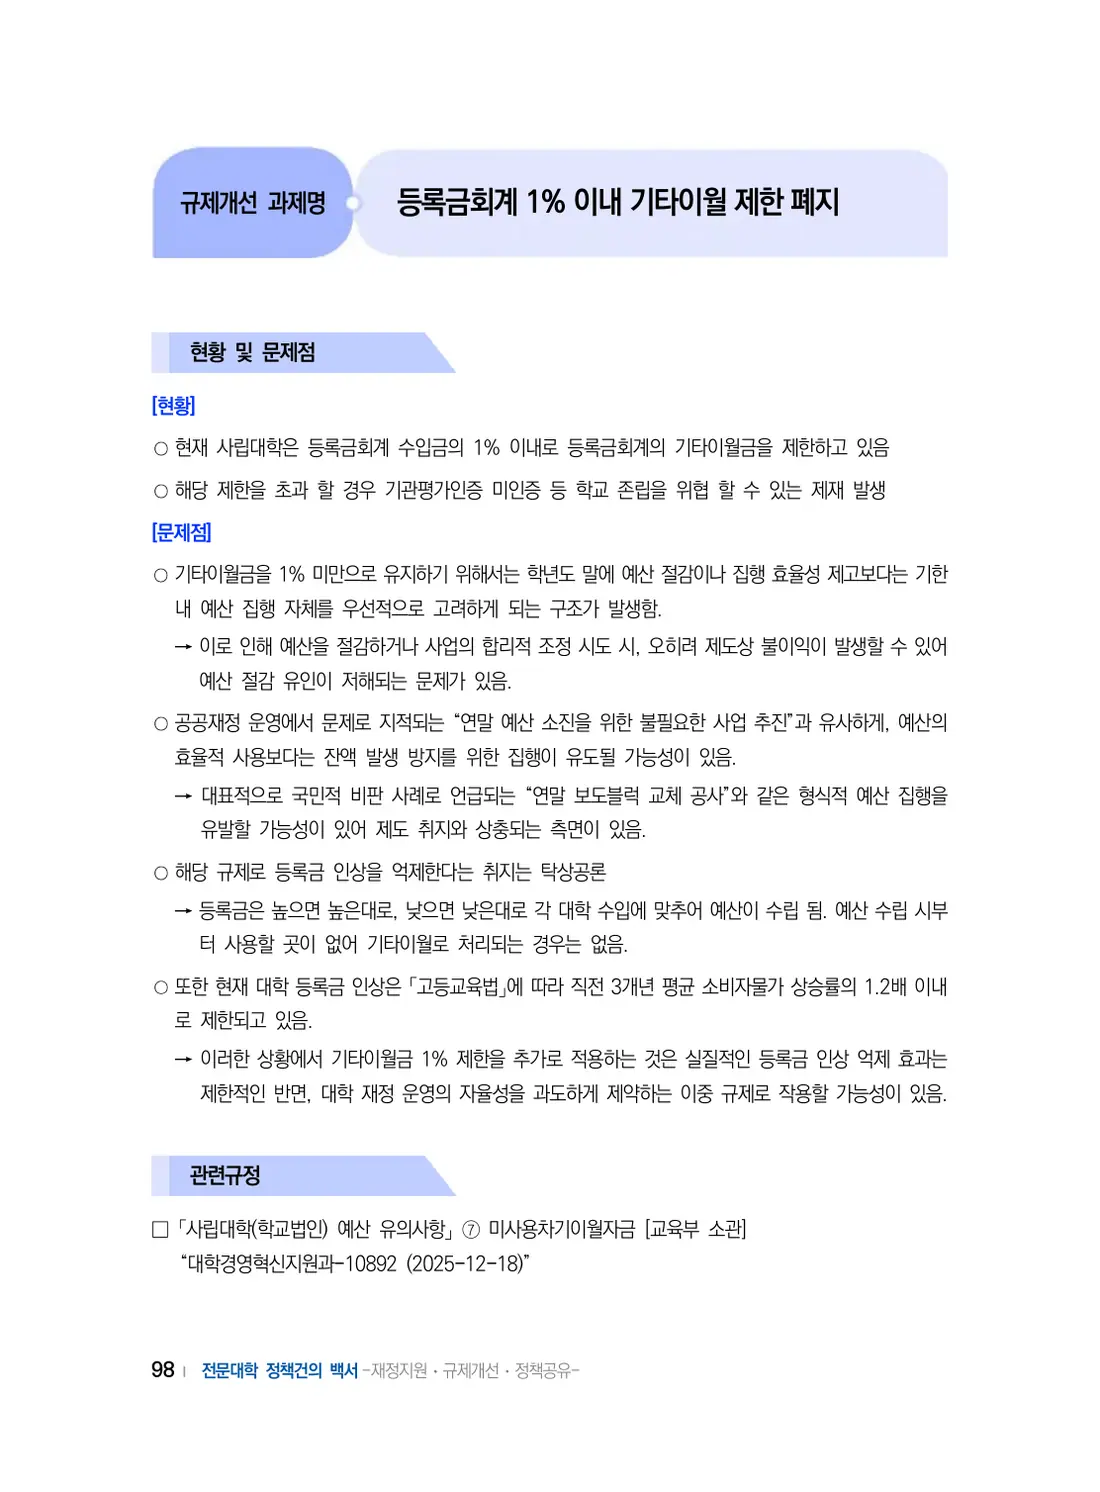 규제개선 과제명
등록금회계 1% 이내 기타이월 제한 폐지
현황 및 문제점
[현황]
○ 현재 사립대학은 등록금회계 수입금의 1% 이내로 등록금회계의 기타이월금을 제한하고 있음
○ 해당 제한을 초과 할 경우 기관평가인증 미인증 등 학교 존립을 위협 할 수 있는 제재 발생
[문제점]
○ 기타이월금을 1% 미만으로 유지하기 위해서는 학년도 말에 예산 절감이나 집행 효율성 제고보다는 기한
내 예산 집행 자체를 우선적으로 고려하게 되는 구조가 발생함.
→ 이로 인해 예산을 절감하거나 사업의 합리적 조정 시도 시, 오히려 제도상 불이익이 발생할 수 있어
예산 절감 유인이 저해되는 문제가 있음.
○ 공공재정 운영에서 문제로 지적되는 “연말 예산 소진을 위한 불필요한 사업 추진”과 유사하게, 예산의
효율적 사용보다는 잔액 발생 방지를 위한 집행이 유도될 가능성이 있음.
→ 대표적으로 국민적 비판 사례로 언급되는 “연말 보도블럭 교체 공사”와 같은 형식적 예산 집행을
유발할 가능성이 있어 제도 취지와 상충되는 측면이 있음.
○ 해당 규제로 등록금 인상을 억제한다는 취지는 탁상공론
→ 등록금은 높으면 높은대로, 낮으면 낮은대로 각 대학 수입에 맞추어 예산이 수립 됨. 예산 수립 시부
터 사용할 곳이 없어 기타이월로 처리되는 경우는 없음.
○ 또한 현재 대학 등록금 인상은 「고등교육법」에 따라 직전 3개년 평균 소비자물가 상승률의 1.2배 이내
로 제한되고 있음.
→ 이러한 상황에서 기타이월금 1% 제한을 추가로 적용하는 것은 실질적인 등록금 인상 억제 효과는
제한적인 반면, 대학 재정 운영의 자율성을 과도하게 제약하는 이중 규제로 작용할 가능성이 있음.
관련규정
□ 「사립대학(학교법인) 예산 유의사항」 ⑦ 미사용차기이월자금 [교육부 소관]
“대학경영혁신지원과-10892 (2025-12-18)”
98 | 전문대학 정책건의 백서 -재정지원·규제개선·정책공유-